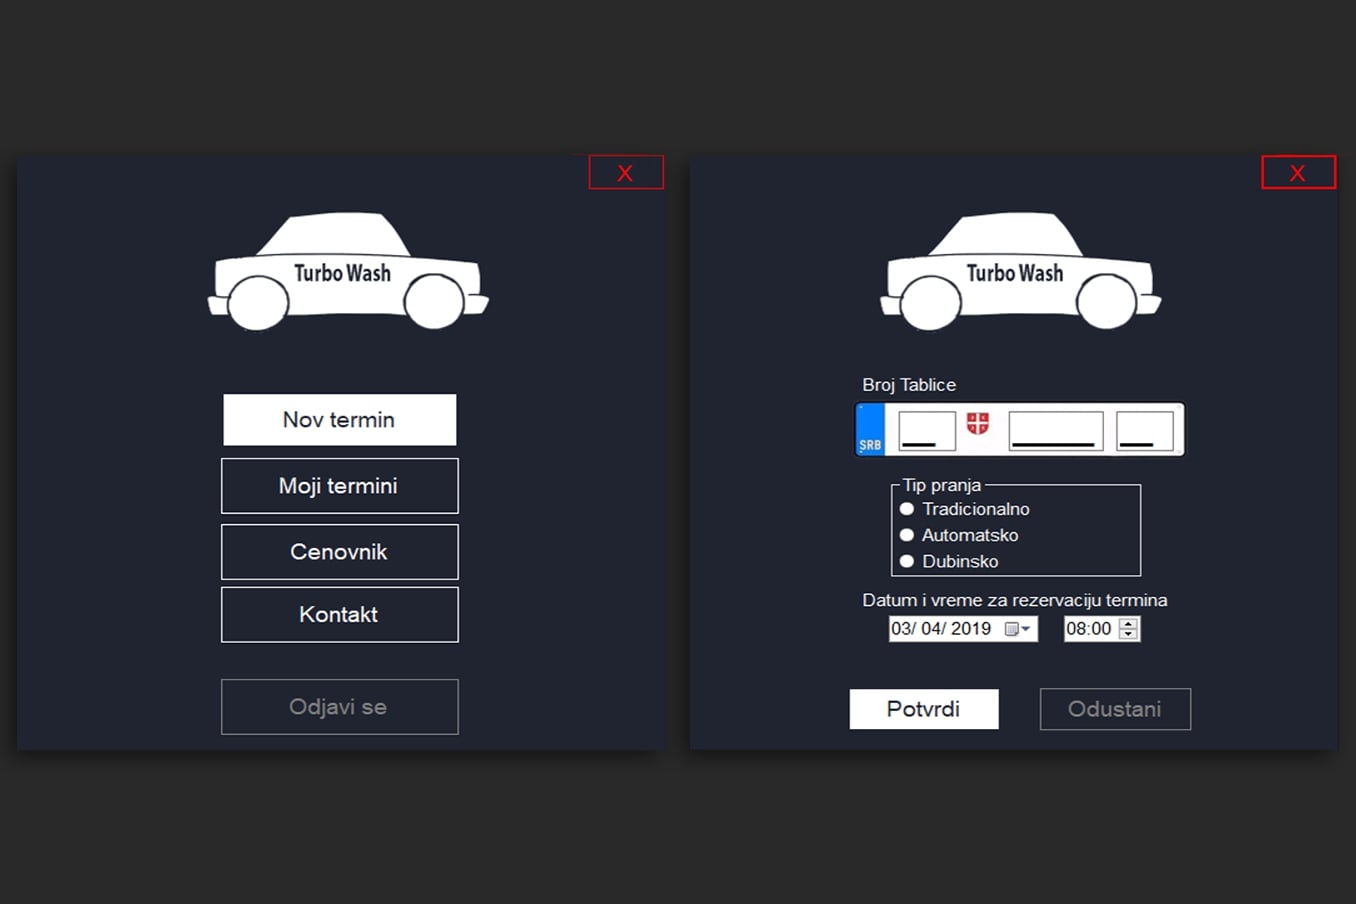 X
Turbo Wash
Nov termin
Moji termini
Cenovnik
Kontakt
Odjavi se
X
Turbo Wash
Broj Tablice
SRB
Tip pranja
Tradicionalno
Automatsko
Dubinsko
Datum i vreme za rezervaciju termina
03/ 04/ 2019 08:00
Potvrdi Odustani